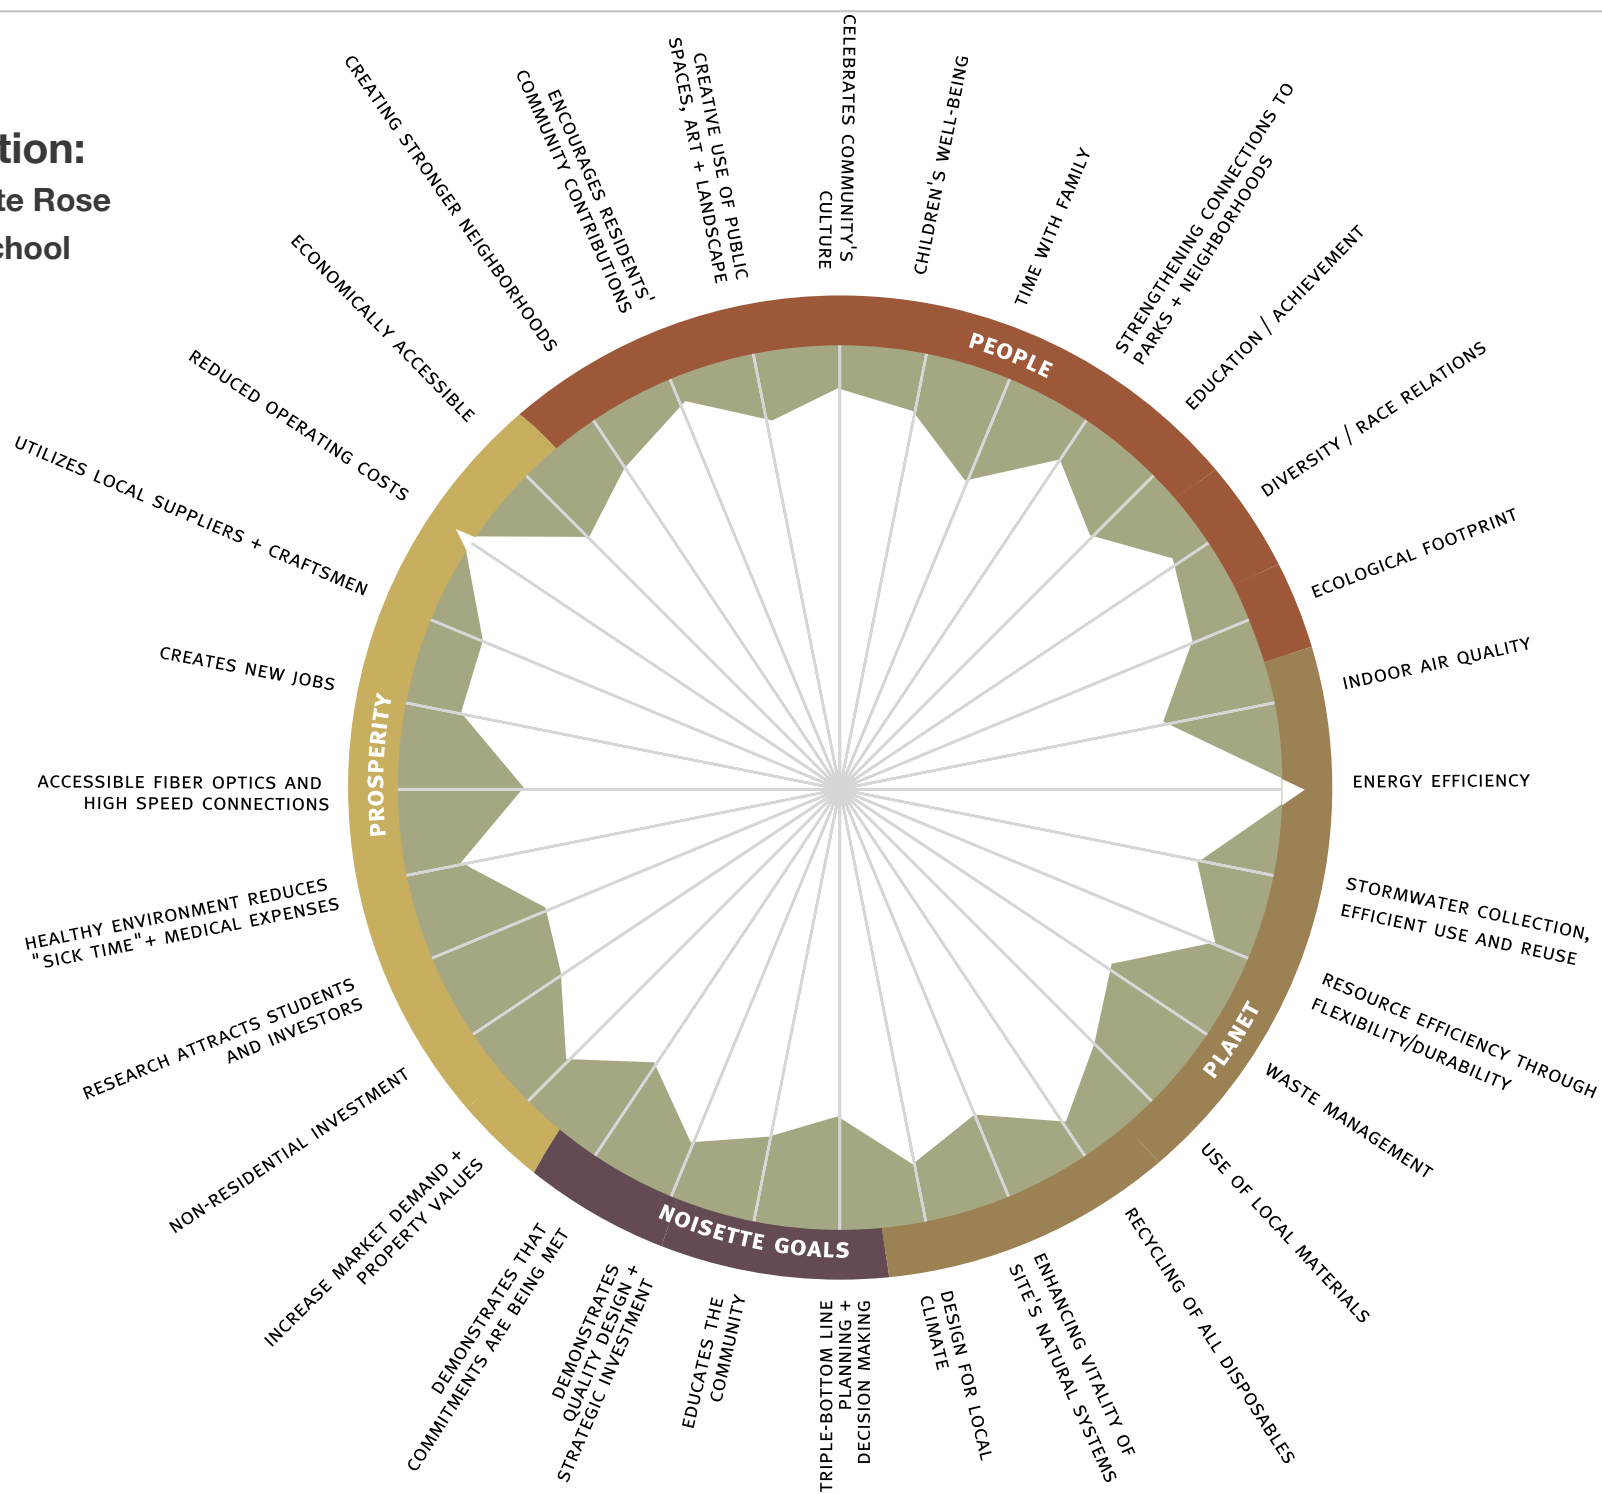 tion:
te Rose
chool
CELEBRATES COMMUNITY'S
CULTURE
CHILDREN'S WELL-BEING
TIME WITH FAMILY
STRENGTHENING CONNECTIONS TO
PARKS + NEIGHBORHOODS
EDUCATION / ACHIEVEMENT
DIVERSITY / RACE RELATIONS
ECOLOGICAL FOOTPRINT
INDOOR AIR QUALITY
ENERGY EFFICIENCY
STORMWATER COLLECTION,
EFFICIENT USE AND REUSE
RESOURCE EFFICIENCY THROUGH
FLEXIBILITY/DURABILITY
WASTE MANAGEMENT
USE OF LOCAL MATERIALS
RECYCLING OF ALL DISPOSABLES
ENHANCING VITALITY OF
SITE'S NATURAL SYSTEMS
DESIGN FOR LOCAL
CLIMATE
TRIPLE-BOTTOM LINE
PLANNING +
DECISION MAKING
EDUCATES THE
COMMUNITY
DEMONSTRATES
QUALITY DESIGN +
STRATEGIC INVESTMENT
DEMONSTRATES THAT
COMMITMENTS ARE BEING MET
INCREASE MARKET DEMAND +
PROPERTY VALUES
NON-RESIDENTIAL INVESTMENT
RESEARCH ATTRACTS STUDENTS
AND INVESTORS
HEALTHY ENVIRONMENT REDUCES
"SICK TIME"+ MEDICAL EXPENSES
ACCESSIBLE FIBER OPTICS AND
HIGH SPEED CONNECTIONS
CREATES NEW JOBS
UTILIZES LOCAL SUPPLIERS + CRAFTSMEN
REDUCED OPERATING COSTS
ECONOMICALLY ACCESSIBLE
CREATING STRONGER NEIGHBORHOODS
ENCOURAGES RESIDENTS'
COMMUNITY CONTRIBUTIONS
CREATIVE USE OF PUBLIC
SPACES, ART + LANDSCAPE
PEOPLE
PLANET
NOISETTE GOALS
PROSPERITY